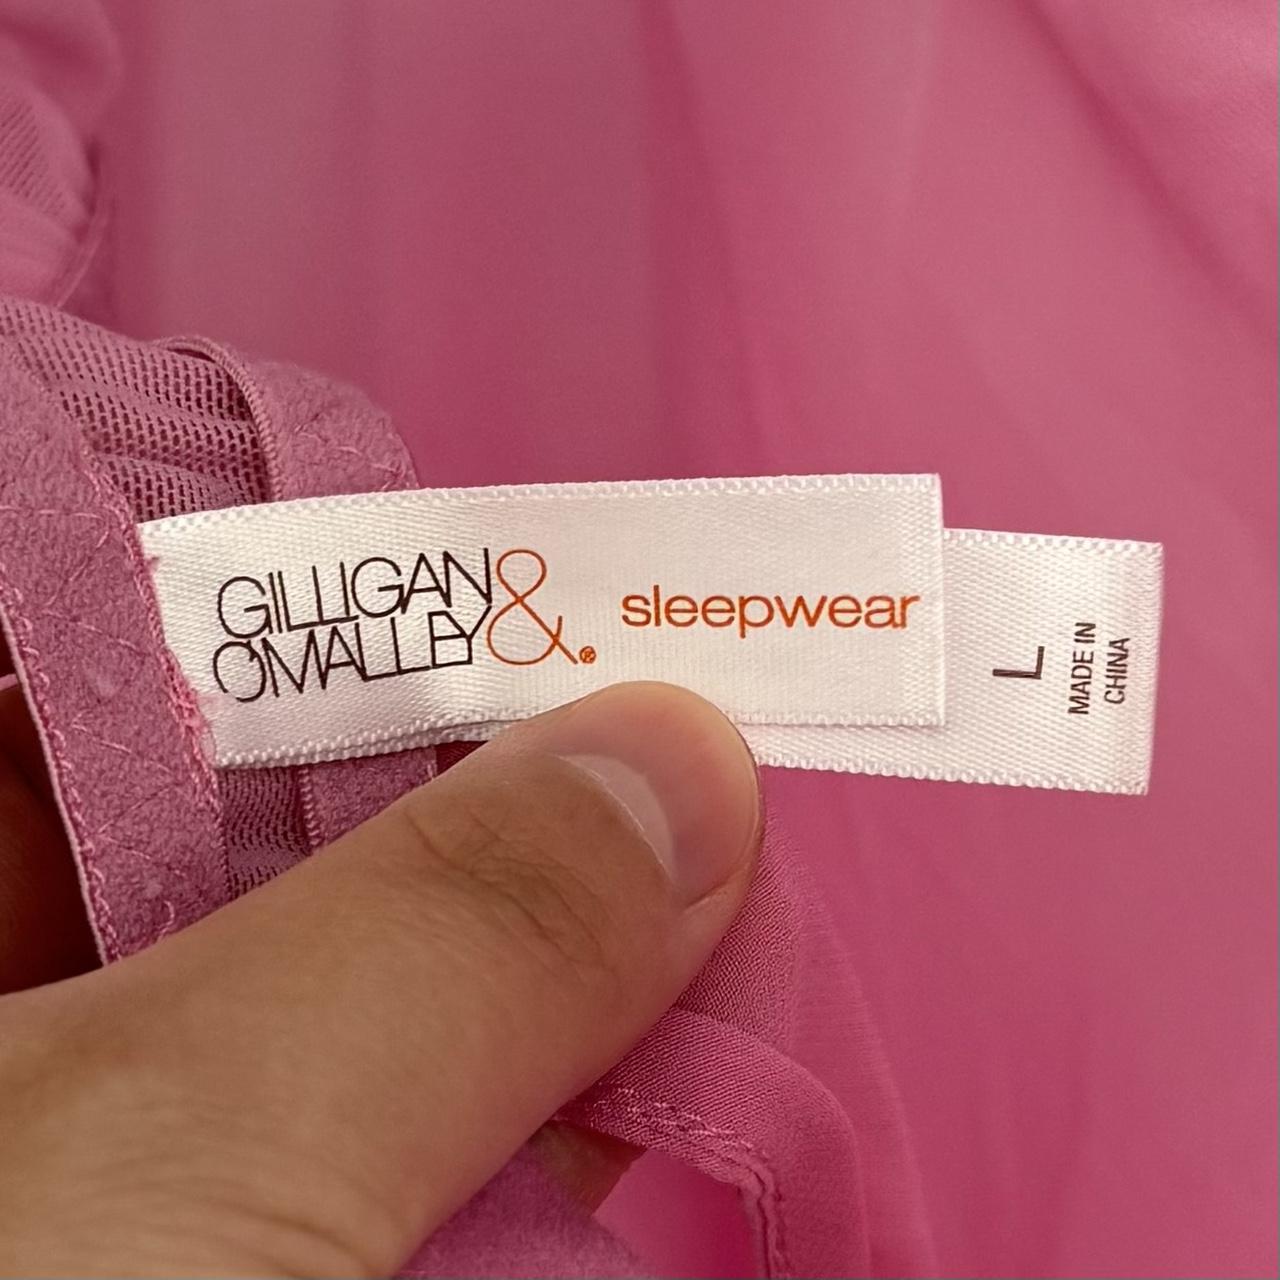 GILLIGAN &
O'MALLEY ®
sleepwear
L
MADE IN
CHINA